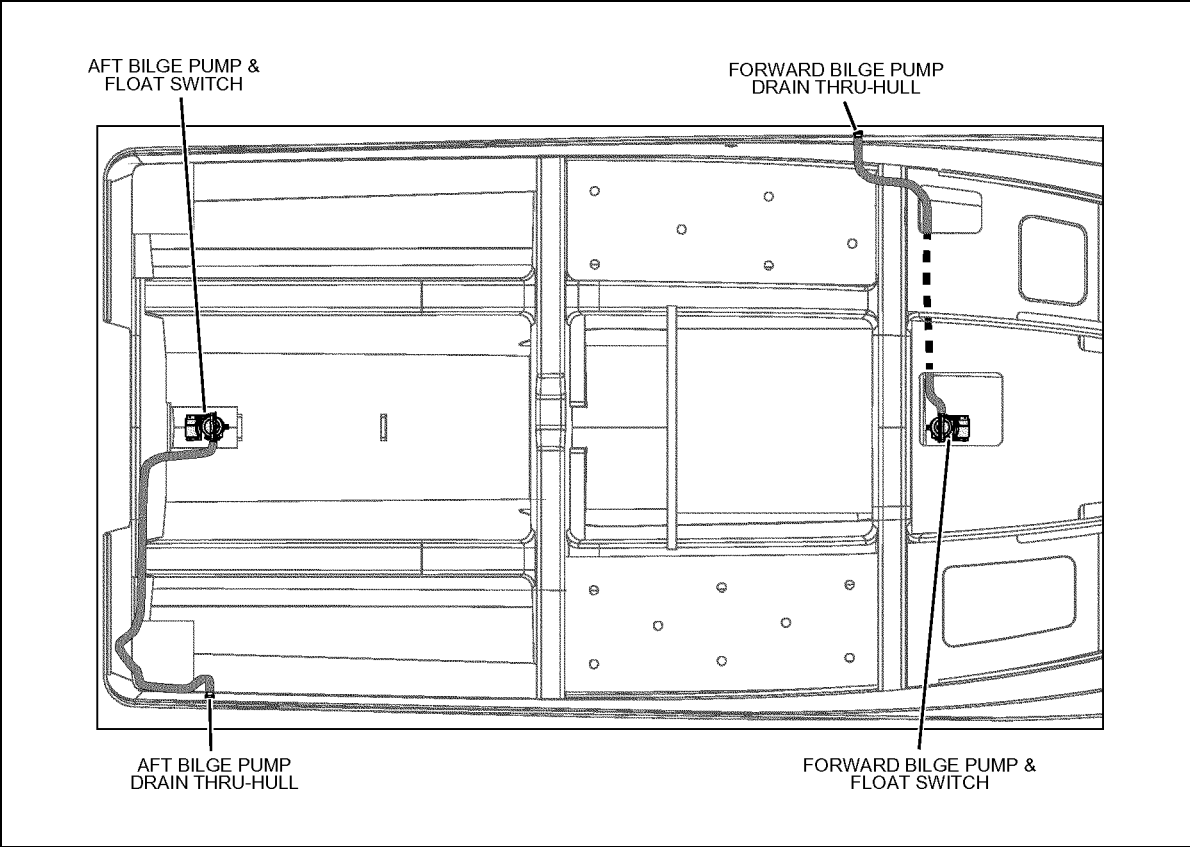 AFT BILGE PUMP &
FLOAT SWITCH
FORWARD BILGE PUMP
DRAIN THRU-HULL
AFT BILGE PUMP
DRAIN THRU-HULL
FORWARD BILGE PUMP &
FLOAT SWITCH